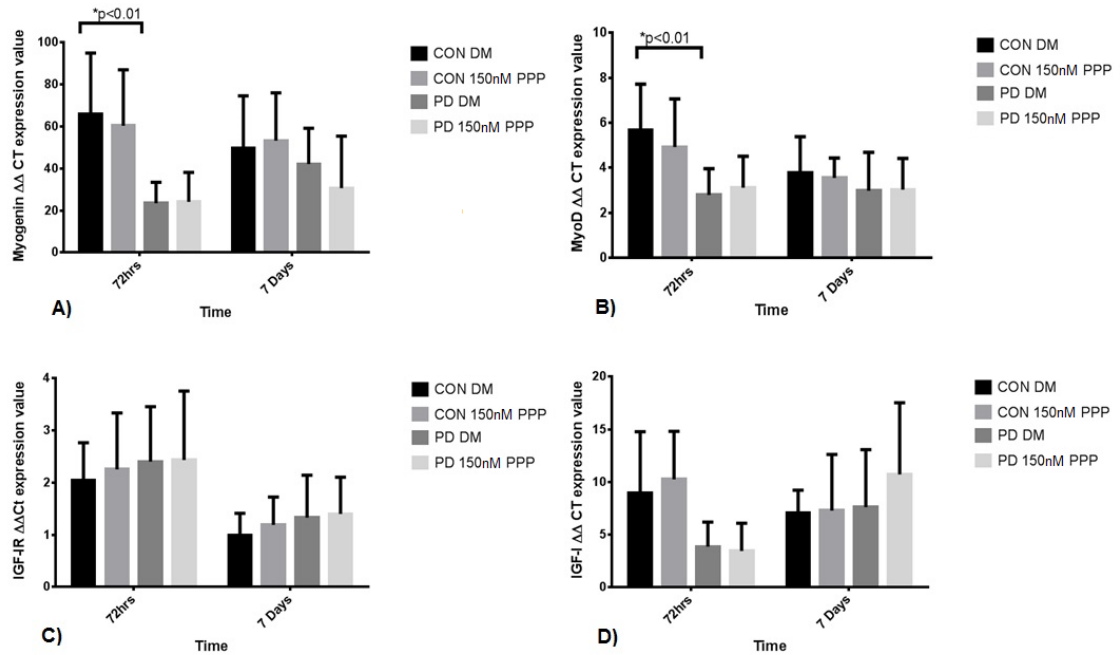 *p<0.01
Myogenin ΔΔ CT expression value
100
80
60
40
20
0
72hrs
7 Days
Time
A)
CON DM
CON 150nM PPP
PD DM
PD 150nM PPP
*p<0.01
MyoD ΔΔ CT expression value
10
8
6
4
2
0
72hrs
7 Days
Time
B)
CON DM
CON 150nM PPP
PD DM
PD 150nM PPP
IGF-IR ΔΔCt expression value
4
3
2
1
0
72hrs
7 Days
Time
C)
CON DM
CON 150nM PPP
PD DM
PD 150nM PPP
IGF-I ΔΔ CT expression value
20
15
10
5
0
72hrs
7 Days
Time
D)
CON DM
CON 150nM PPP
PD DM
PD 150nM PPP